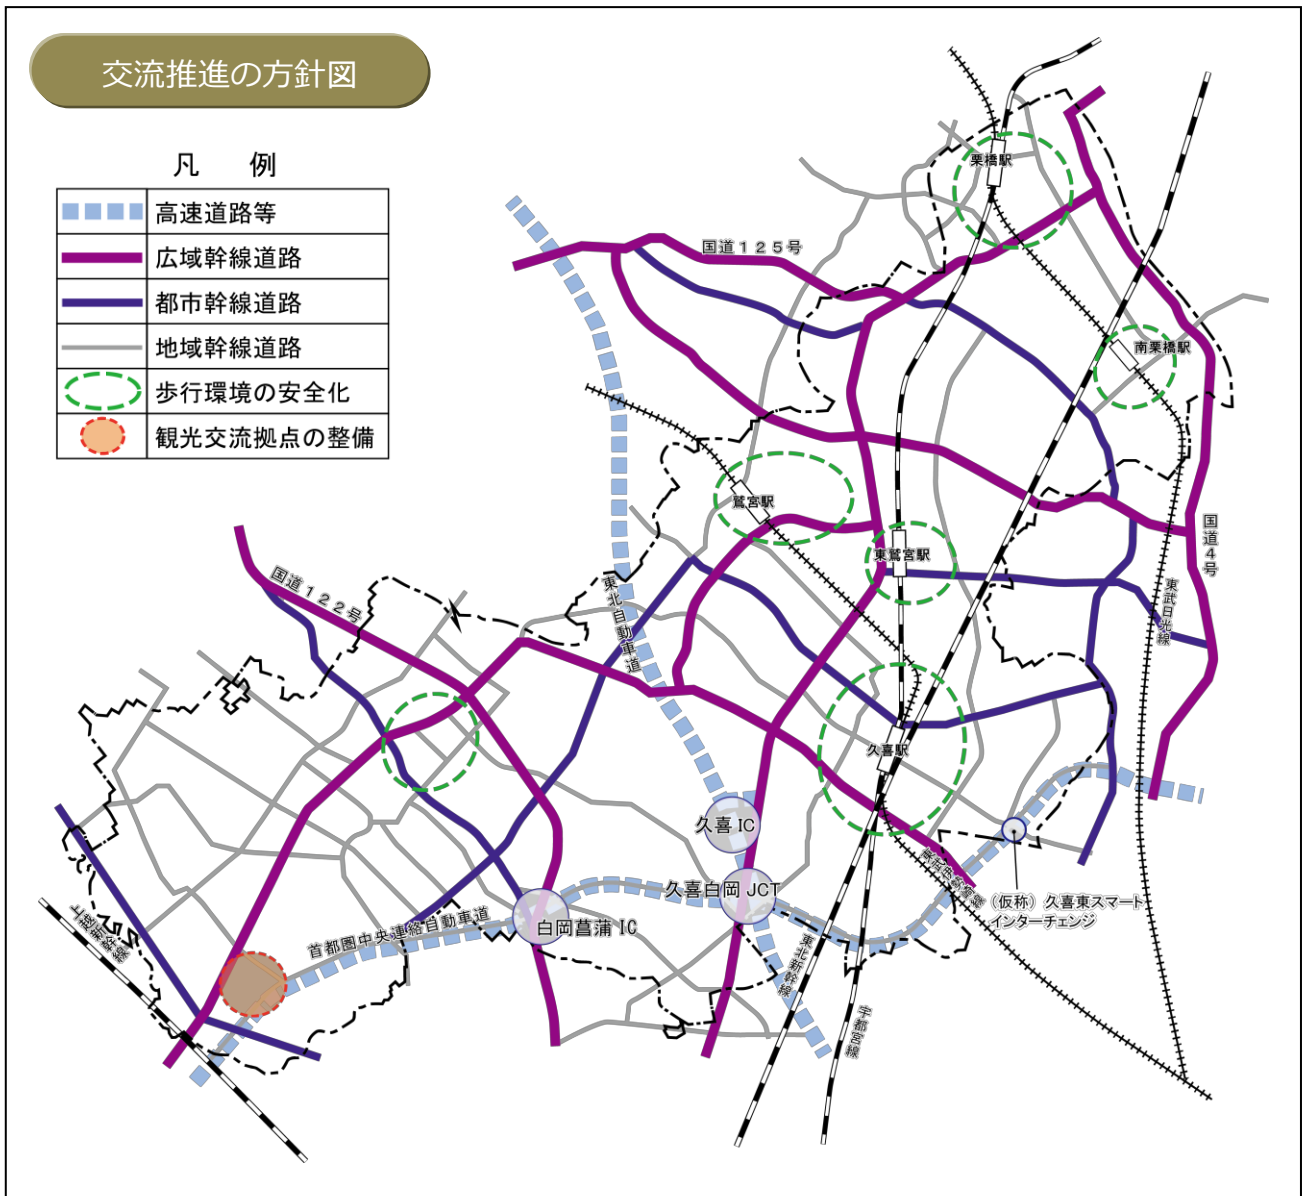 交流推進の方針図
凡 例
高速道路等
広域幹線道路
都市幹線道路
地域幹線道路
歩行環境の安全化
観光交流拠点の整備
栗橋駅
国道125号
南栗橋駅
鷲宮駅
国道4号
東鷲宮駅
国道122号
東北自動車道
東武日光線
久喜駅
久喜 IC
東武伊勢崎線
久喜白岡 JCT
(仮称)久喜東スマート
インターチェンジ
白岡菖蒲 IC
首都圏中央連絡自動車道
上越新幹線
東北新幹線
宇都宮線